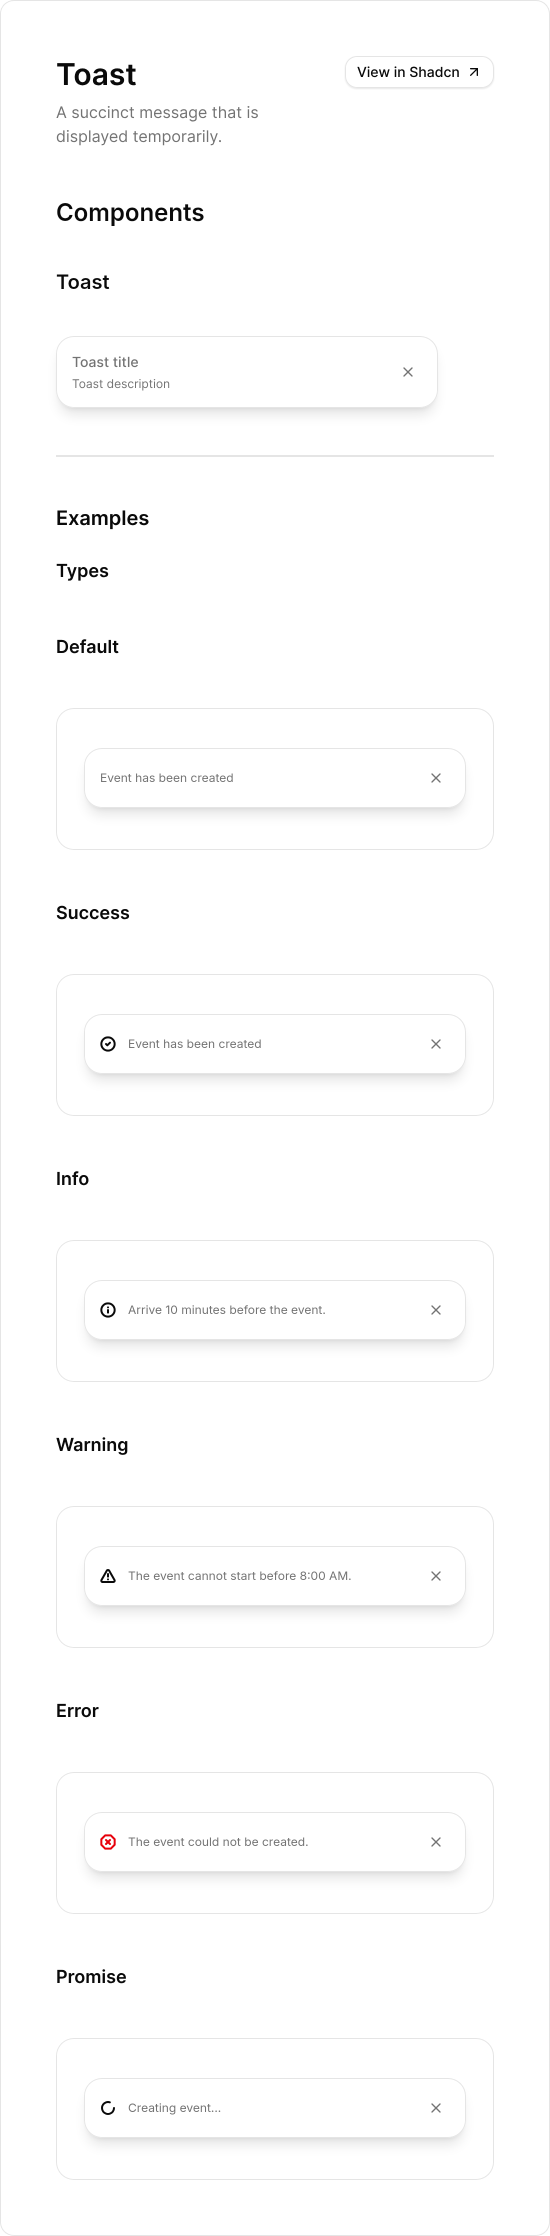 Toast
View in Shadcn
A succinct message that is
displayed temporarily.
Components
Toast
Toast title
Toast description
Examples
Types
Default
Event has been created
Success
Event has been created
Info
Arrive 10 minutes before the event.
Warning
The event cannot start before 8:00 AM.
Error
The event could not be created.
Promise
Creating event...